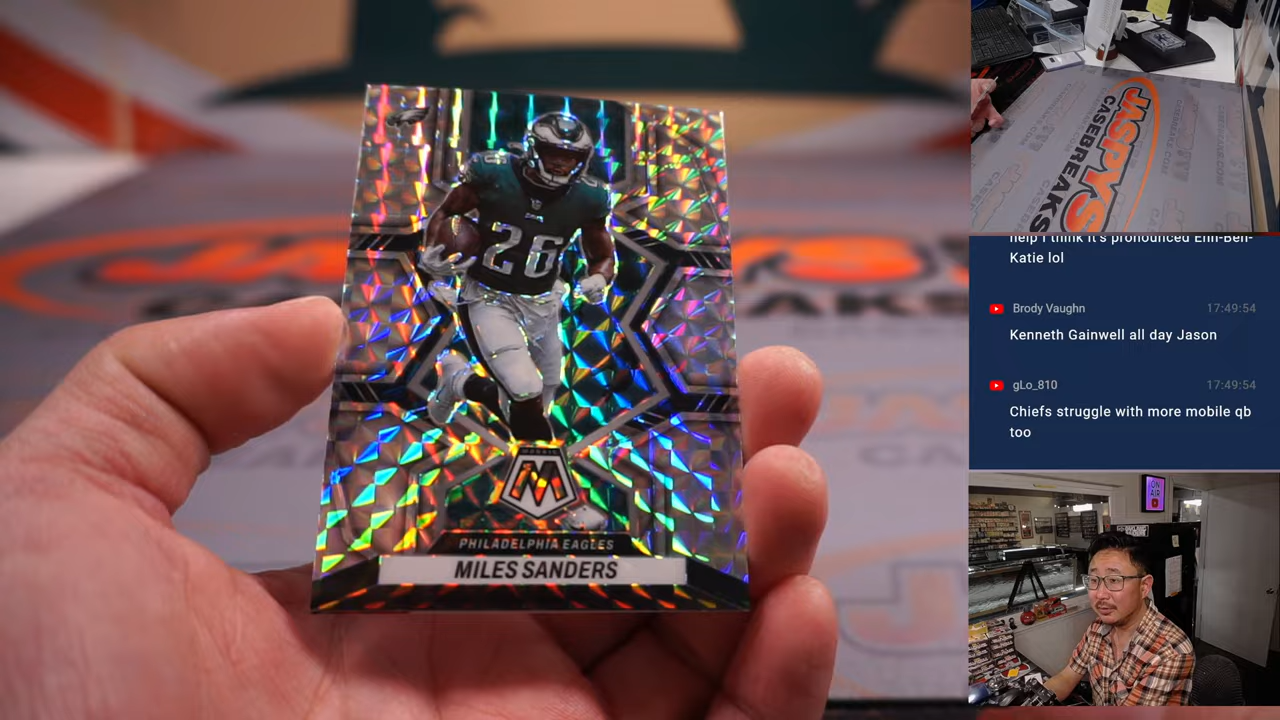 26
MOSAIC
M
PHILADELPHIA EAGLES
MILES SANDERS
JASPYS
CASEBREAKS
help I think it's pronounced Enn-Ben-
Katie lol
Brody Vaughn
17:49:54
Kenneth Gainwell all day Jason
gLo_810
17:49:54
Chiefs struggle with more mobile qb
too
ON
AIR